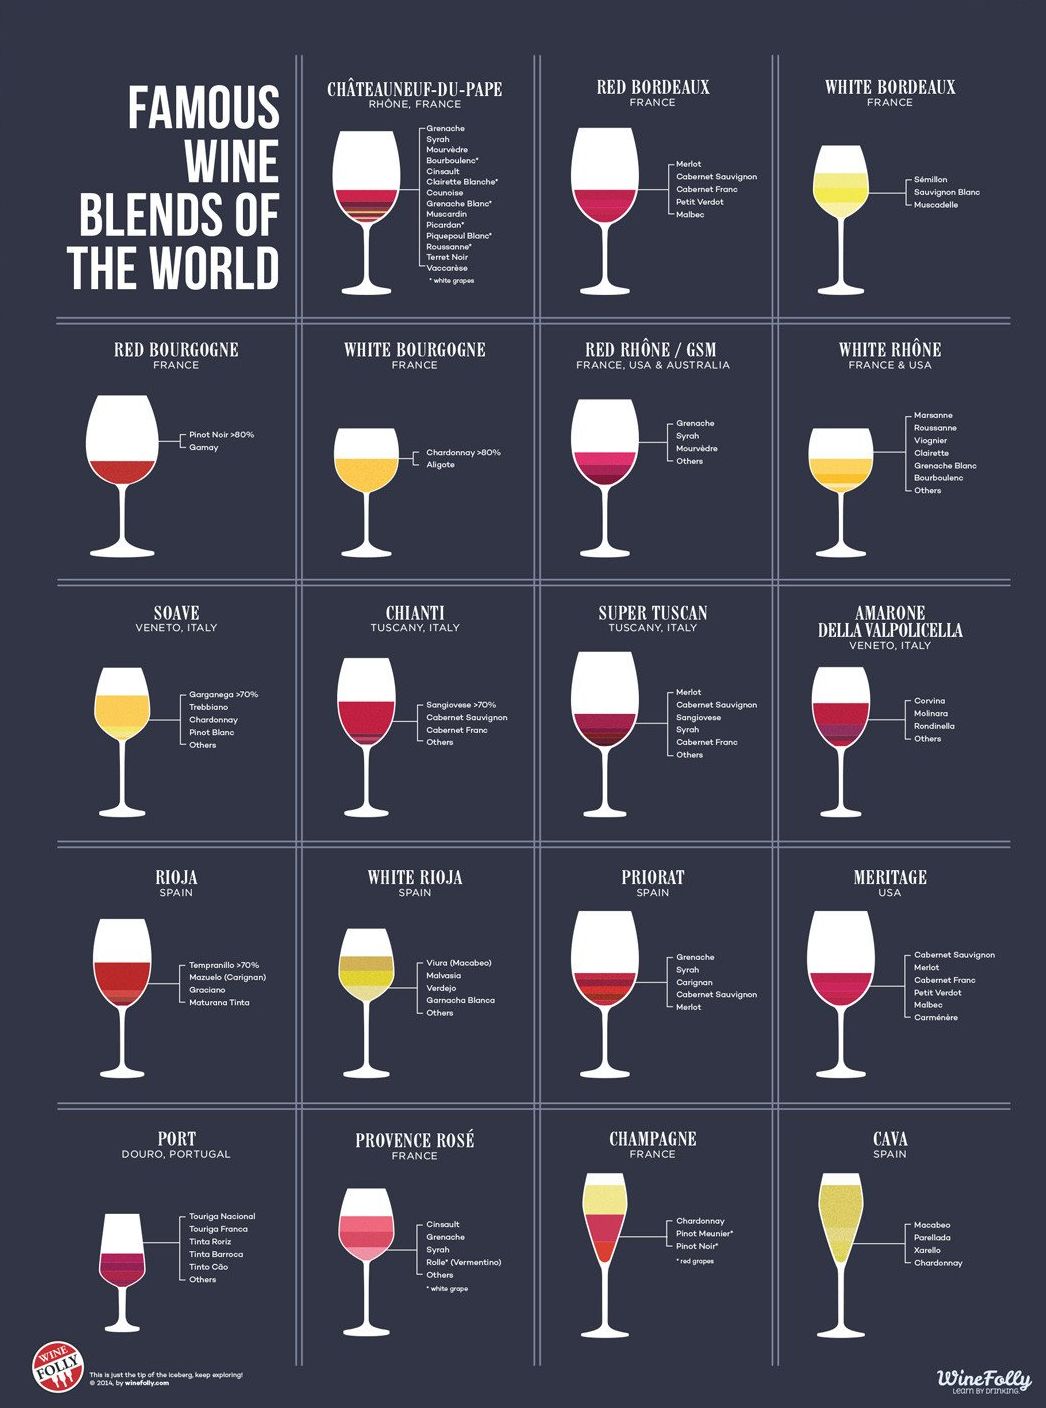 FAMOUS
WINE
BLENDS OF
THE WORLD
CHÂTEAUNEUF-DU-PAPE
RHÔNE, FRANCE
Grenache
Syrah
Mourvèdre
Bourboulenc*
Cinsault
Clairette Blanche*
Counoise
Grenache Blanc*
Muscardin
Picardan*
Piquepoul Blanc*
Roussanne*
Terret Noir
Vaccarèse
* white grapes
RED BORDEAUX
FRANCE
Merlot
Cabernet Sauvignon
Cabernet Franc
Petit Verdot
Malbec
WHITE BORDEAUX
FRANCE
Sémillon
Sauvignon Blanc
Muscadelle
RED BOURGOGNE
FRANCE
Pinot Noir >80%
Gamay
WHITE BOURGOGNE
FRANCE
Chardonnay >80%
Aligote
RED RHÔNE / GSM
FRANCE, USA & AUSTRALIA
Grenache
Syrah
Mourvèdre
Others
WHITE RHÔNE
FRANCE & USA
Marsanne
Roussanne
Viognier
Clairette
Grenache Blanc
Bourboulenc
Others
SOAVE
VENETO, ITALY
Garganega >70%
Trebbiano
Chardonnay
Pinot Blanc
Others
CHIANTI
TUSCANY, ITALY
Sangiovese >70%
Cabernet Sauvignon
Cabernet Franc
Others
SUPER TUSCAN
TUSCANY, ITALY
Merlot
Cabernet Sauvignon
Sangiovese
Syrah
Cabernet Franc
Others
AMARONE
DELLA VALPOLICELLA
VENETO, ITALY
Corvina
Molinara
Rondinella
Others
RIOJA
SPAIN
Tempranillo >70%
Mazuelo (Carignan)
Graciano
Maturana Tinta
WHITE RIOJA
SPAIN
Viura (Macabeo)
Malvasia
Verdejo
Garnacha Blanca
Others
PRIORAT
SPAIN
Grenache
Syrah
Carignan
Cabernet Sauvignon
Merlot
MERITAGE
USA
Cabernet Sauvignon
Merlot
Cabernet Franc
Petit Verdot
Malbec
Carménère
PORT
DOURO, PORTUGAL
Touriga Nacional
Touriga Franca
Tinta Roriz
Tinta Barroca
Tinto Cão
Others
PROVENCE ROSÉ
FRANCE
Cinsault
Grenache
Syrah
Rolle* (Vermentino)
Others
* white grape
CHAMPAGNE
FRANCE
Chardonnay
Pinot Meunier*
Pinot Noir*
* red grapes
CAVA
SPAIN
Macabeo
Parellada
Xarello
Chardonnay
WINE
FOLLY
This is just the tip of the iceberg, keep exploring!
© 2014, by winefolly.com
Wine Folly
LEARN BY DRINKING.